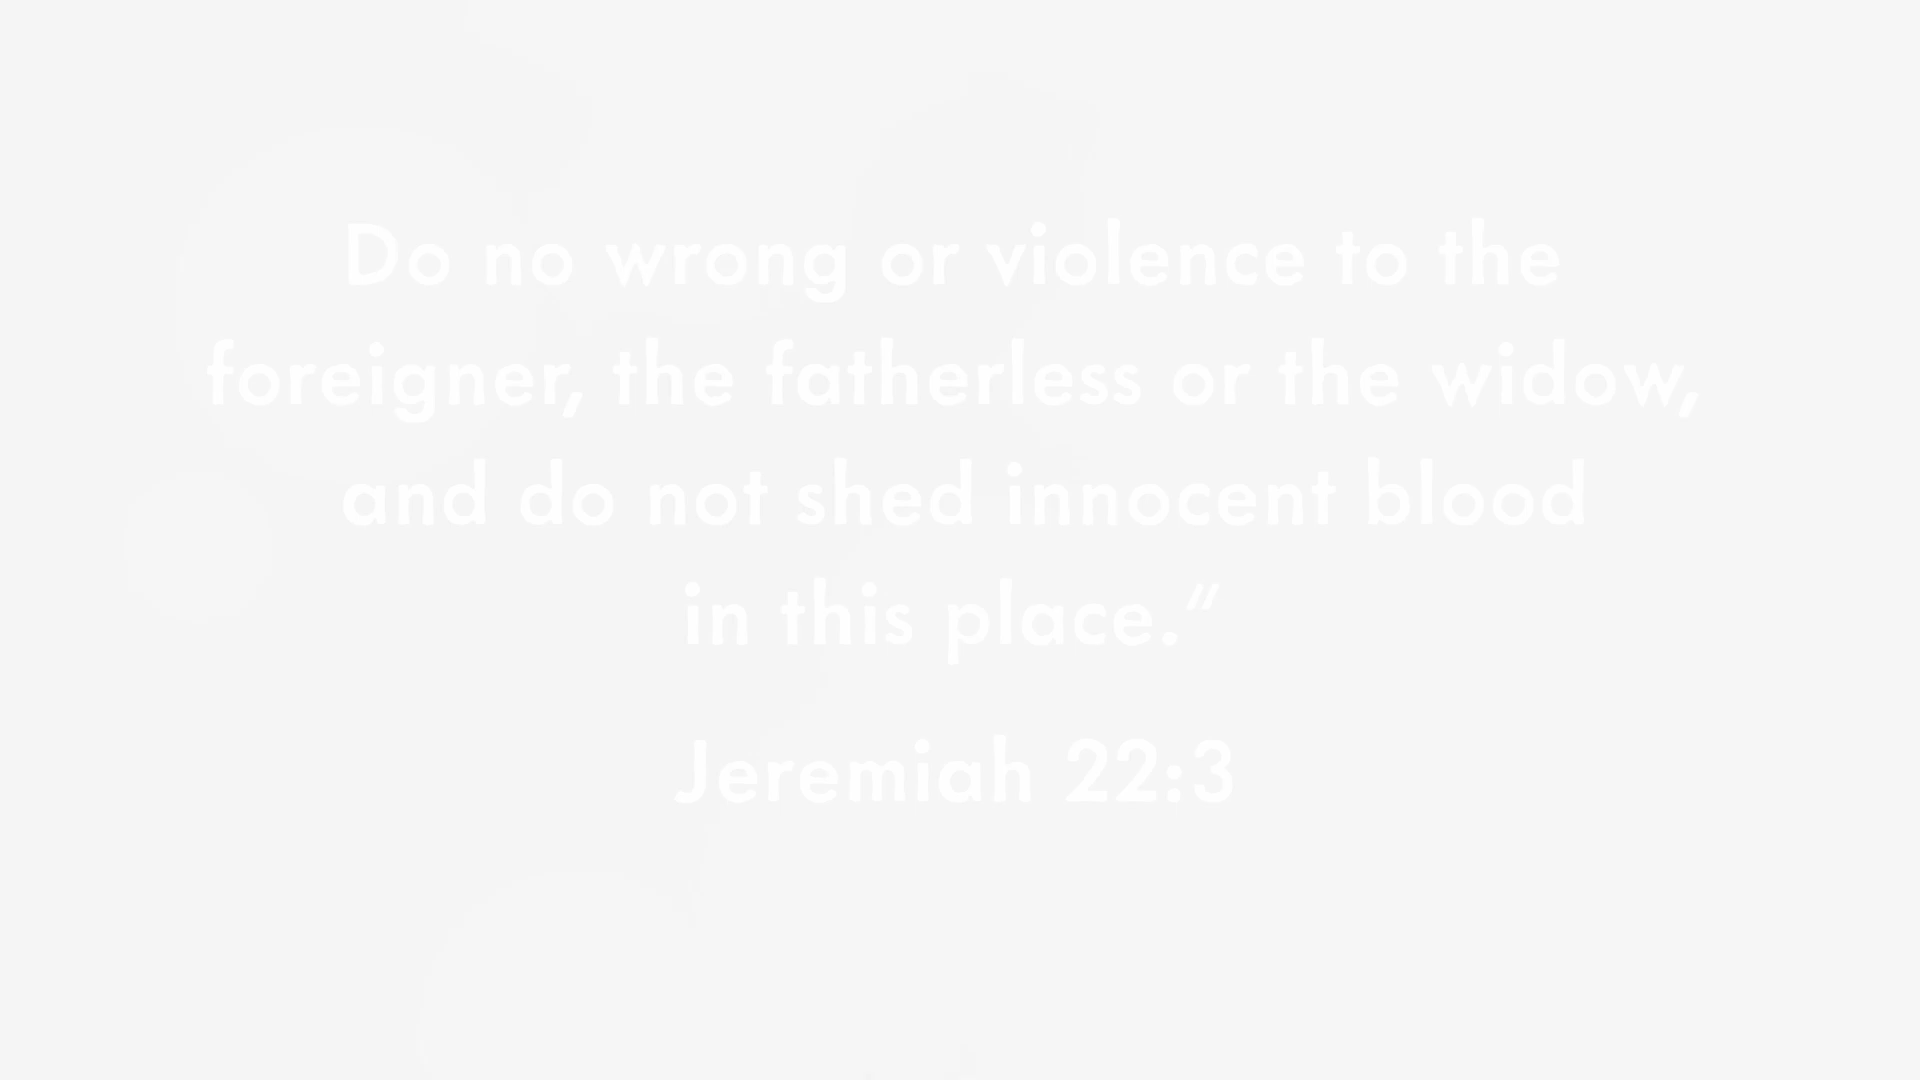 Do no wrong or violence to the
foreigner, the fatherless or the widow,
and do not shed innocent blood
in this place.”
Jeremiah 22:3